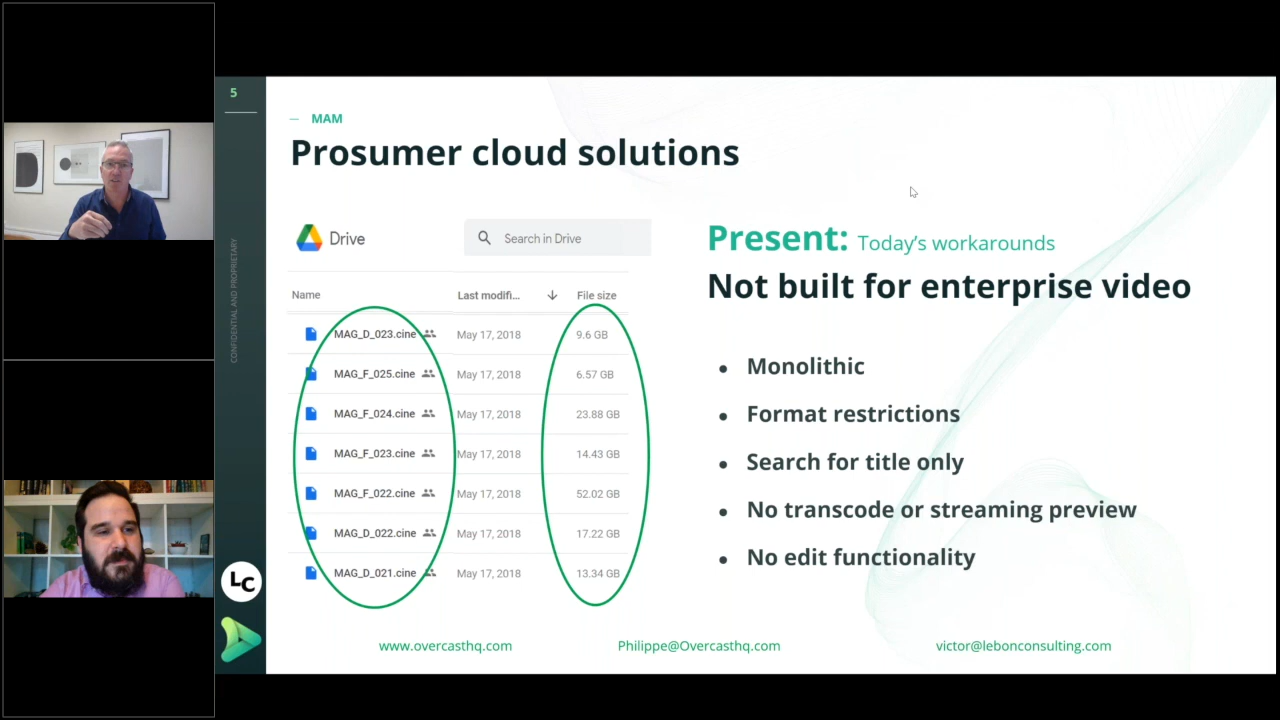 5
CONFIDENTIAL AND PROPRIETARY
MAM
Prosumer cloud solutions
Drive
Search in Drive
Name Last modifi... File size
MAG_D_023.cine May 17, 2018 9.6 GB
MAG_F_025.cine May 17, 2018 6.57 GB
MAG_F_024.cine May 17, 2018 23.88 GB
MAG_F_023.cine May 17, 2018 14.43 GB
MAG_F_022.cine May 17, 2018 52.02 GB
MAG_D_022.cine May 17, 2018 17.22 GB
MAG_D_021.cine May 17, 2018 13.34 GB
Present: Today's workarounds
Not built for enterprise video
• Monolithic
• Format restrictions
• Search for title only
• No transcode or streaming preview
• No edit functionality
LC
www.overcasthq.com
Philippe@Overcasthq.com
victor@lebonconsulting.com